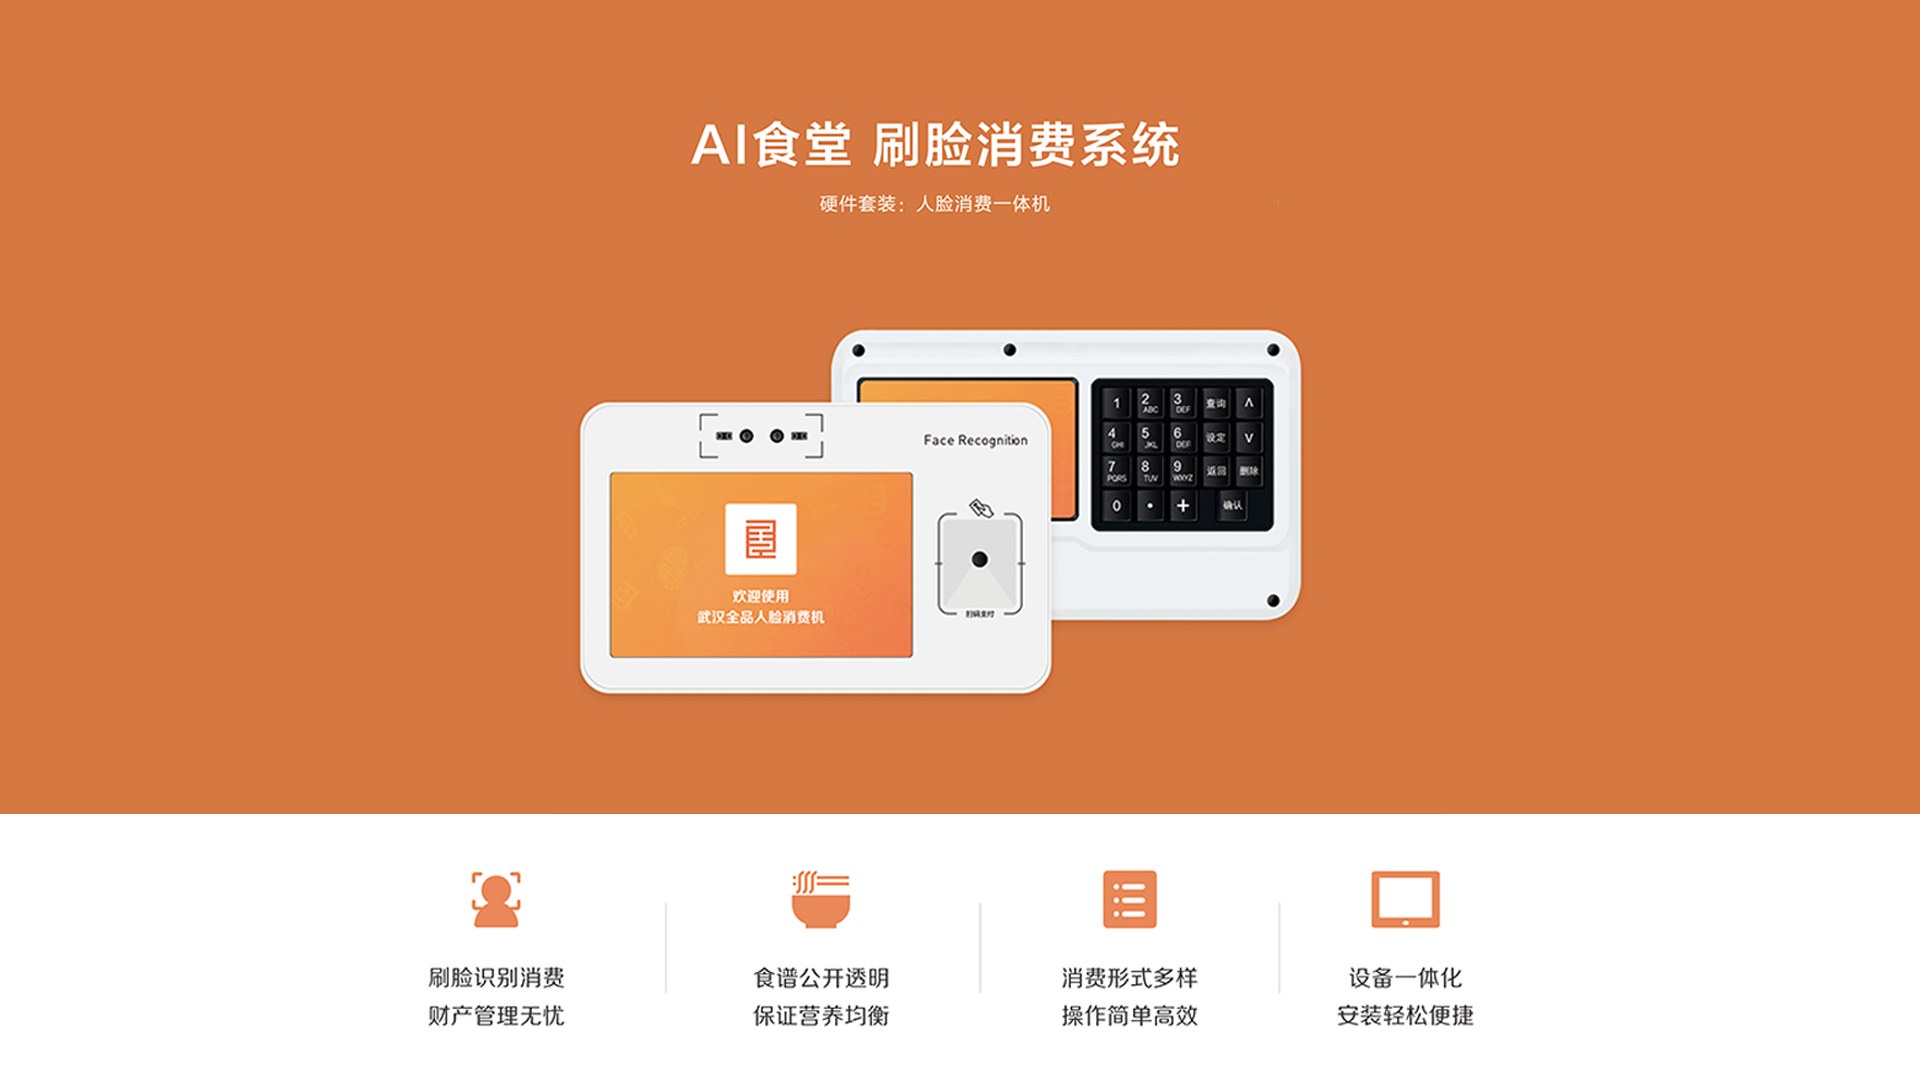 AI食堂 刷脸消费系统
硬件套装：人脸消费一体机
Face Recognition
欢迎使用
武汉全品人脸消费机
扫码支付
1 2 ABC 3 DEF 查询 ∧
4 GHI 5 JKL 6 DEF 设定 ∨
7 PQRS 8 TUV 9 WXYZ 返回 删除
0 • + 确认
刷脸识别消费
财产管理无忧
食谱公开透明
保证营养均衡
消费形式多样
操作简单高效
设备一体化
安装轻松便捷